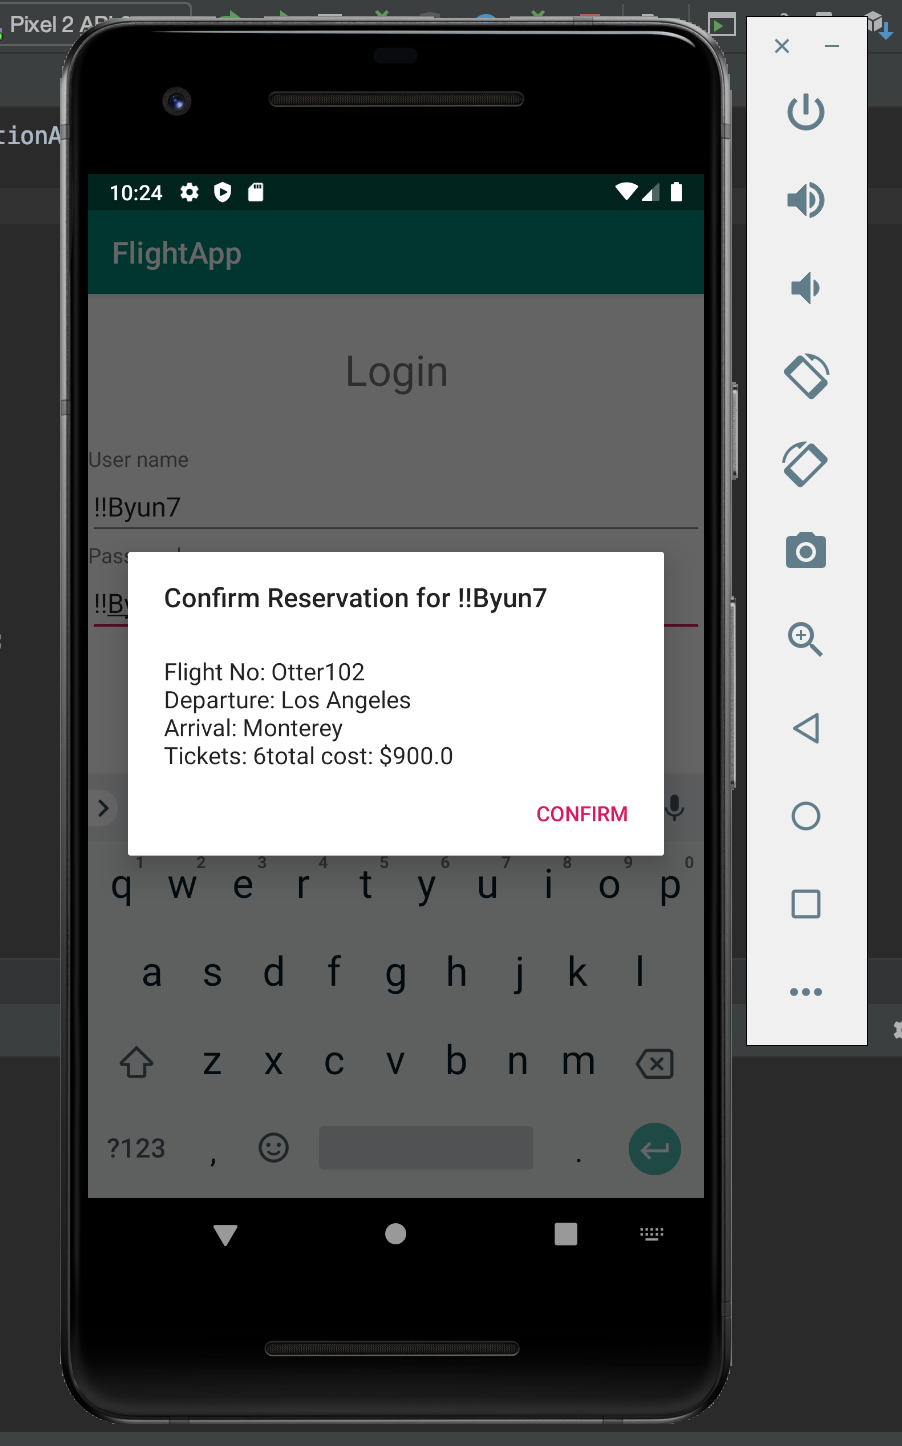 Pixel 2 AP
tionA
10:24
FlightApp
Login
User name
!!Byun7
Pas
!!By
Confirm Reservation for !!Byun7
Flight No: Otter102
Departure: Los Angeles
Arrival: Monterey
Tickets: 6total cost: $900.0
CONFIRM
1 2 3 4 5 6 7 8 9 0
q w e r t y u i o p
a s d f g h j k l
z x c v b n m
?123 , .